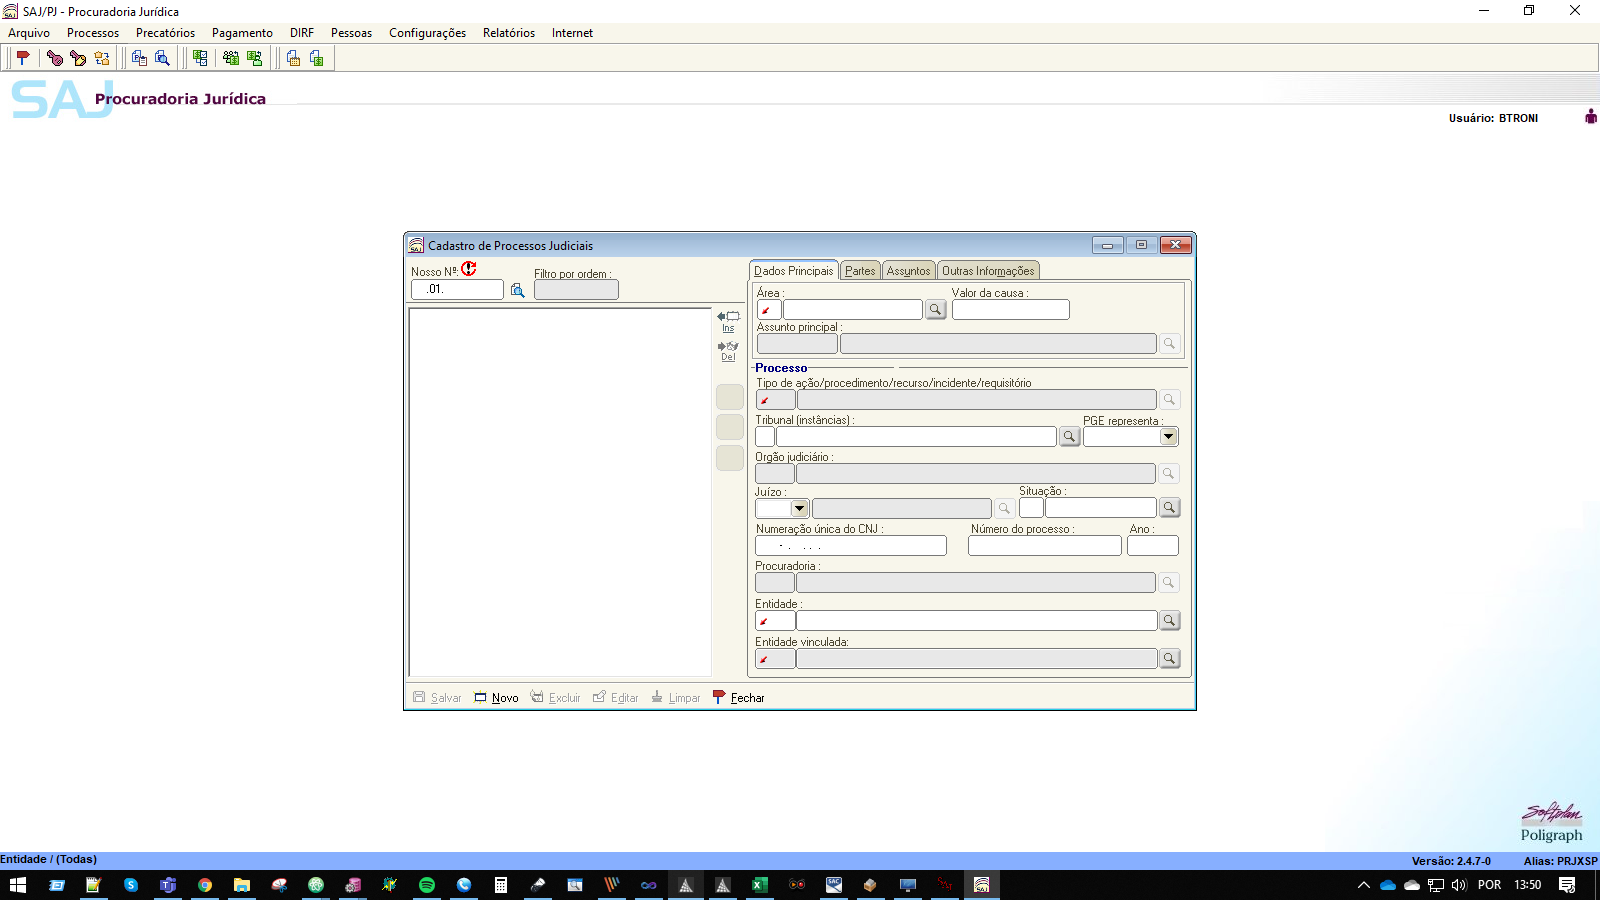 SAJ/PJ - Procuradoria Jurídica
Arquivo Processos Precatórios Pagamento DIRF Pessoas Configurações Relatórios Internet
SAJ Procuradoria Jurídica
Usuário: BTRONI
Cadastro de Processos Judiciais
Nosso Nº:
Filtro por ordem :
.01.
Ins
Del
Dados Principais Partes Assuntos Outras Informações
Área : Valor da causa :
Assunto principal :
Processo
Tipo de ação/procedimento/recurso/incidente/requisitório
Tribunal (instâncias) : PGE representa :
Orgão judiciário :
Juízo : Situação :
Numeração única do CNJ : Número do processo : Ano :
- . . . .
Procuradoria :
Entidade :
Entidade vinculada:
Salvar Novo Excluir Editar Limpar Fechar
Softplan
Poligraph
Entidade / (Todas) Versão: 2.4.7-0 Alias: PRJXSP
POR 13:50